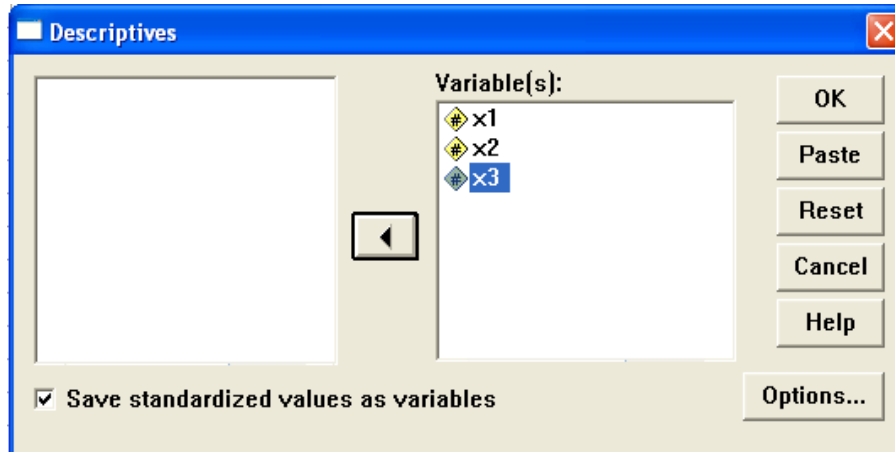 Descriptives
Variable(s):
# x1
# x2
# x3
OK
Paste
Reset
Cancel
Help
Save standardized values as variables
Options...